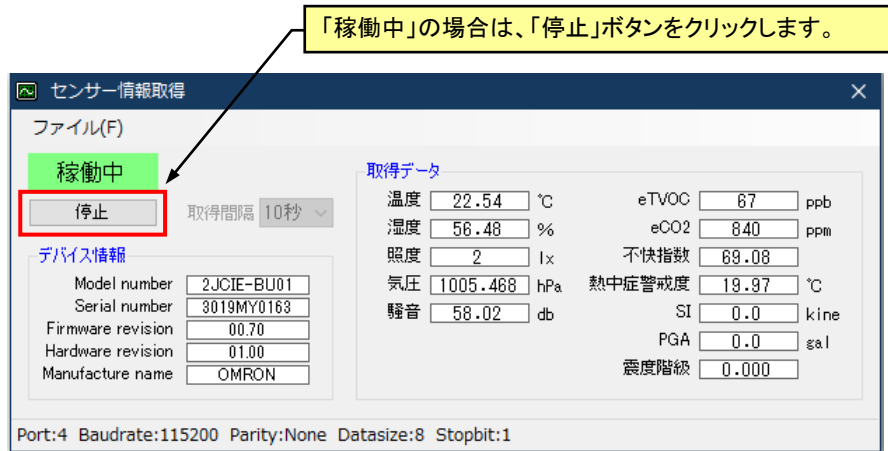 「稼働中」の場合は、「停止」ボタンをクリックします。
センサー情報取得
ファイル(F)
稼働中
停止 取得間隔 10秒
デバイス情報
Model number 2JCIE-BU01
Serial number 3019MY0163
Firmware revision 00.70
Hardware revision 01.00
Manufacture name OMRON
取得データ
温度 22.54 ℃
湿度 56.48 %
照度 2 lx
気圧 1005.468 hPa
騒音 58.02 db
eTVOC 67 ppb
eCO2 840 ppm
不快指数 69.08
熱中症警戒度 19.97 ℃
SI 0.0 kine
PGA 0.0 gal
震度階級 0.000
Port:4 Baudrate:115200 Parity:None Datasize:8 Stopbit:1